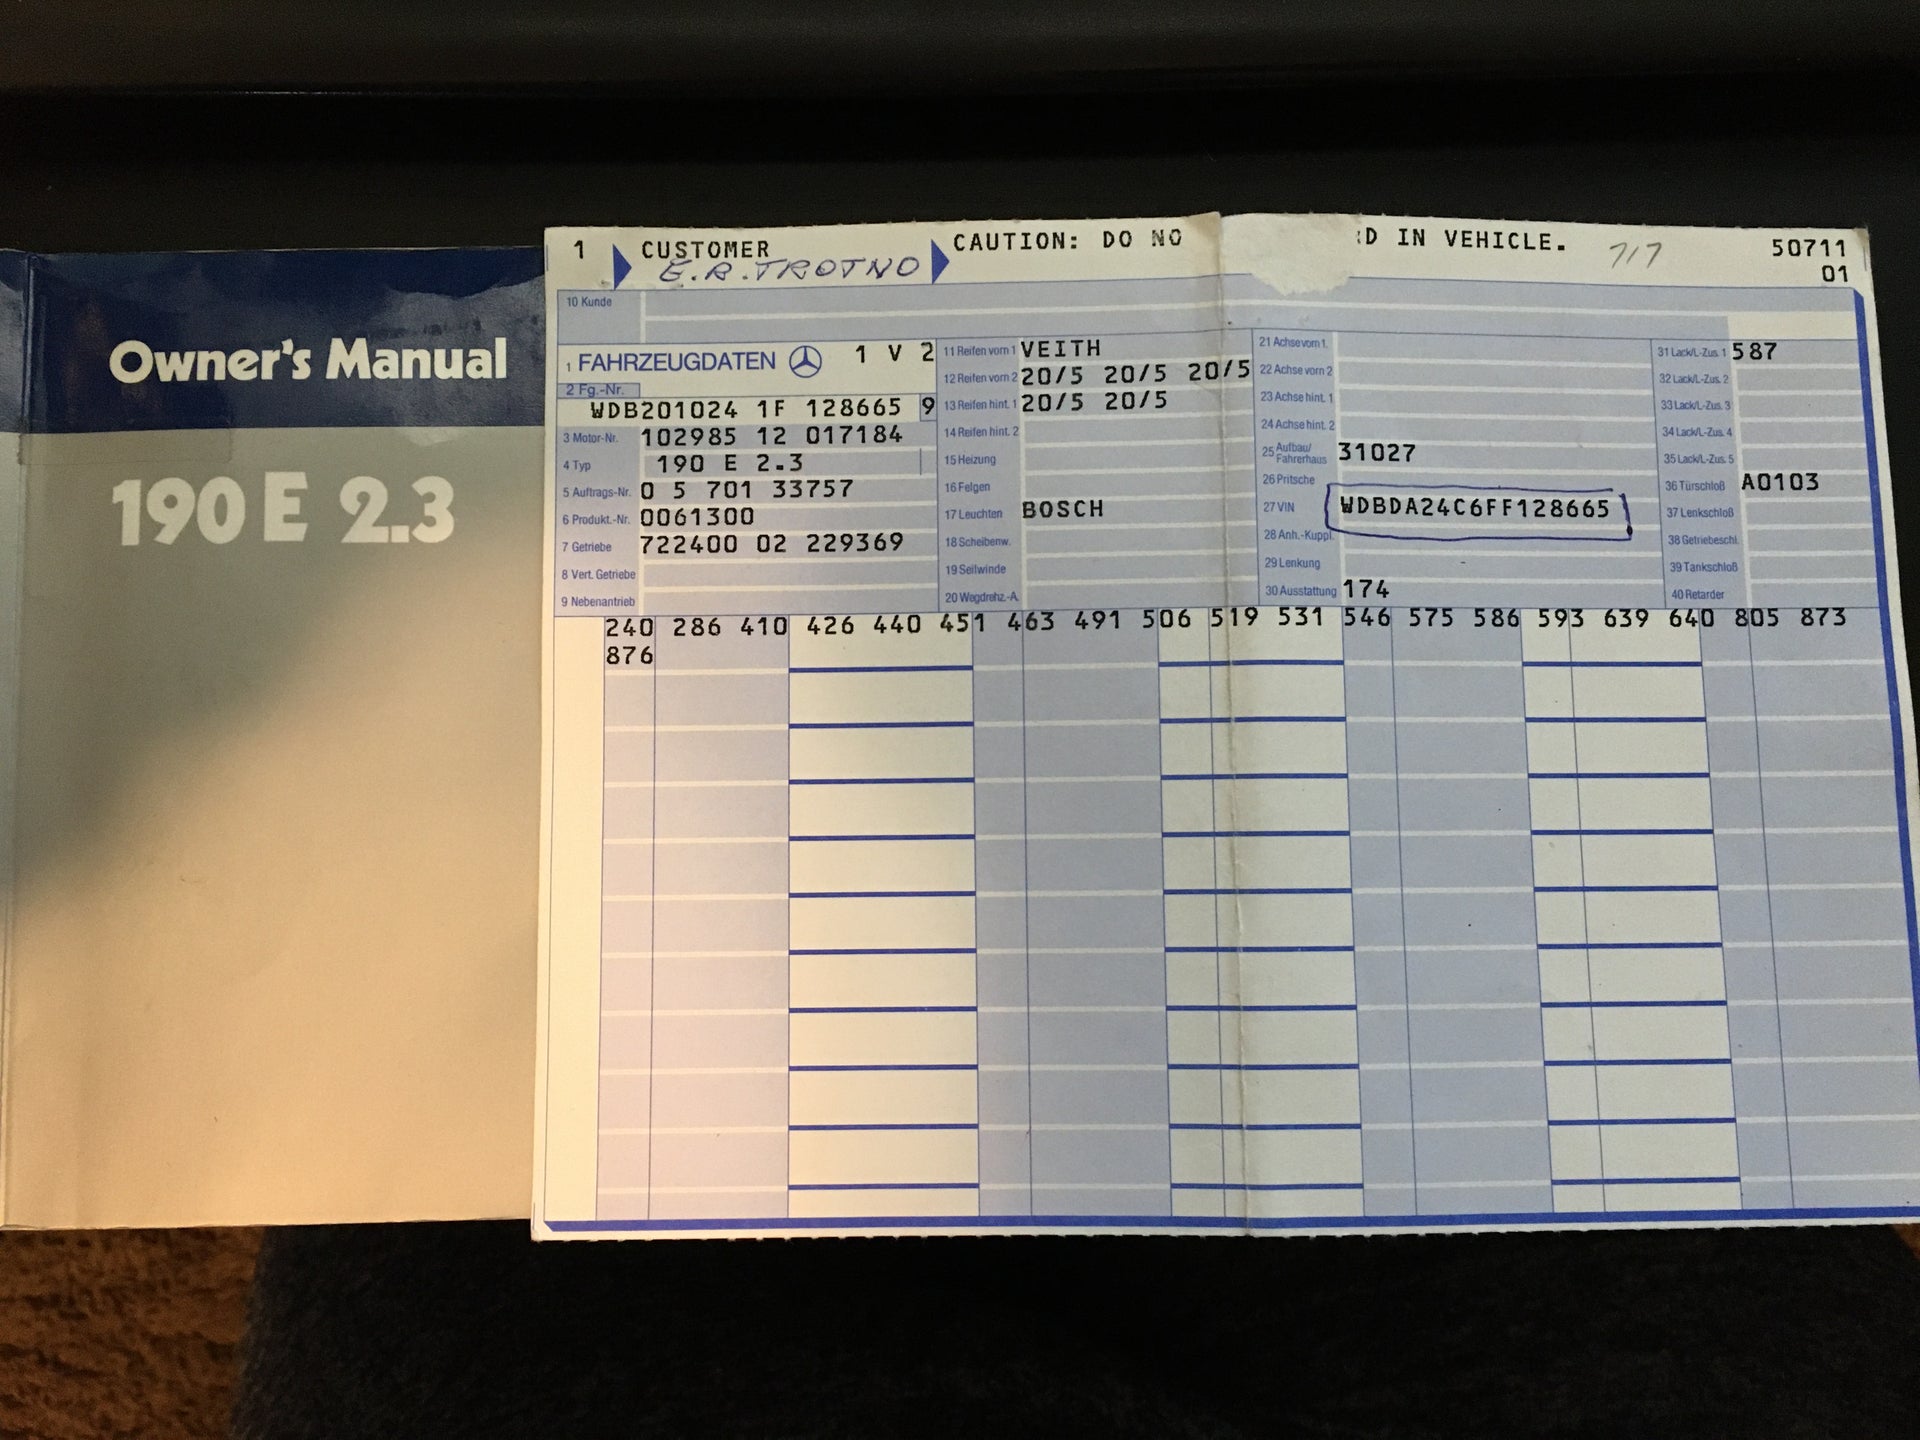 Owner's Manual
190 E 2.3
1 CUSTOMER CAUTION: DO NO D IN VEHICLE. 717 50711
E.R. TROTNO 01
10 Kunde
1 FAHRZEUGDATEN 1 V 2
2 Fg.-Nr.
WDB201024 1F 128665 9
3 Motor-Nr. 102985 12 017184
4 Typ 190 E 2.3
5 Auftrags-Nr. 0 5 701 33757
6 Produkt.-Nr. 0061300
7 Getriebe 722400 02 229369
8 Vert. Getriebe
9 Nebenantrieb
11 Reifen vorn 1 VEITH
12 Reifen vorn 2 20/5 20/5 20/5
13 Reifen hint. 1 20/5 20/5
14 Reifen hint. 2
15 Heizung
16 Felgen
17 Leuchten BOSCH
18 Scheibenw.
19 Seilwinde
20 Wegdrehz.-A.
21 Achse vorn 1.
22 Achse vorn 2
23 Achse hint. 1
24 Achse hint. 2
25 Aufbau/ Fahrerhaus 31027
26 Pritsche
27 VIN WDBDA24C6FF128665
28 Anh.-Kuppl.
29 Lenkung
30 Ausstattung 174
31 Lack/L-Zus. 1 587
32 Lack/L-Zus. 2
33 Lack/L-Zus. 3
34 Lack/L-Zus. 4
35 Lack/L-Zus. 5
36 Türschloß A0103
37 Lenkschloß
38 Getriebeschl.
39 Tankschloß
40 Retarder
240 286 410 426 440 451 463 491 506 519 531 546 575 586 593 639 640 805 873
876